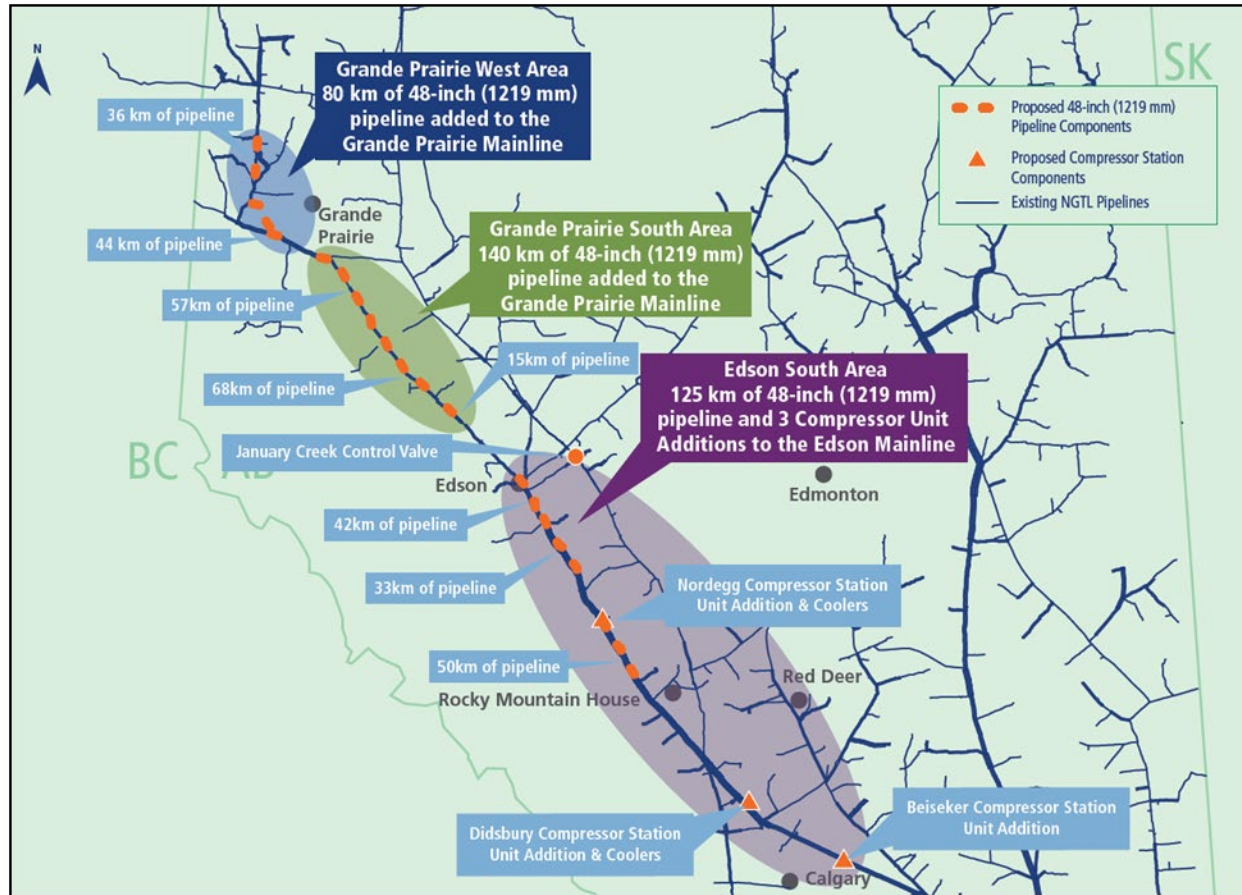 N
SK
Grande Prairie West Area
80 km of 48-inch (1219 mm)
pipeline added to the
Grande Prairie Mainline
Proposed 48-inch (1219 mm)
Pipeline Components
Proposed Compressor Station
Components
Existing NGTL Pipelines
36 km of pipeline
Grande
Prairie
44 km of pipeline
Grande Prairie South Area
140 km of 48-inch (1219 mm)
pipeline added to the
Grande Prairie Mainline
57km of pipeline
15km of pipeline
68km of pipeline
Edson South Area
125 km of 48-inch (1219 mm)
pipeline and 3 Compressor Unit
Additions to the Edson Mainline
January Creek Control Valve
BC AB
Edson
Edmonton
42km of pipeline
33km of pipeline
Nordegg Compressor Station
Unit Addition & Coolers
50km of pipeline
Rocky Mountain House
Red Deer
Didsbury Compressor Station
Unit Addition & Coolers
Beiseker Compressor Station
Unit Addition
Calgary